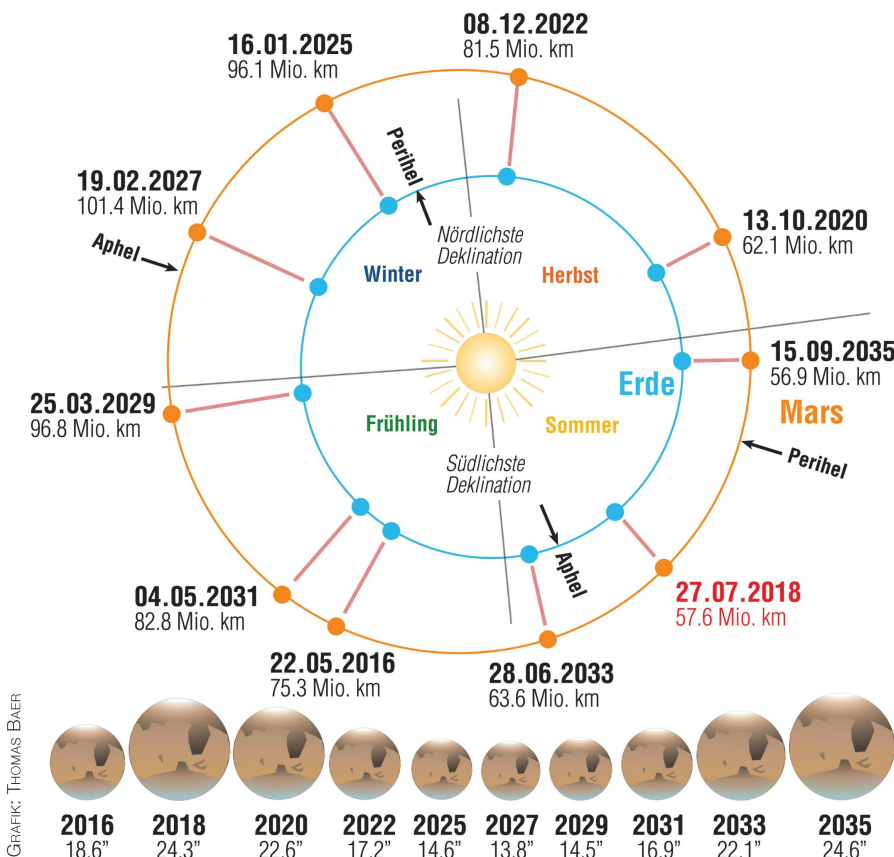 08.12.2022
81.5 Mio. km
16.01.2025
96.1 Mio. km
Perihel
19.02.2027
101.4 Mio. km
13.10.2020
62.1 Mio. km
Aphel
Nördlichste
Deklination
Winter
Herbst
15.09.2035
56.9 Mio. km
Erde
Mars
25.03.2029
96.8 Mio. km
Frühling
Sommer
Perihel
Südlichste
Deklination
Aphel
27.07.2018
57.6 Mio. km
04.05.2031
82.8 Mio. km
22.05.2016
75.3 Mio. km
28.06.2033
63.6 Mio. km
GRAFIK: THOMAS BAER
2016 2018 2020 2022 2025 2027 2029 2031 2033 2035
18.6” 24.3” 22.6” 17.2” 14.6” 13.8” 14.5” 16.9” 22.1” 24.6”